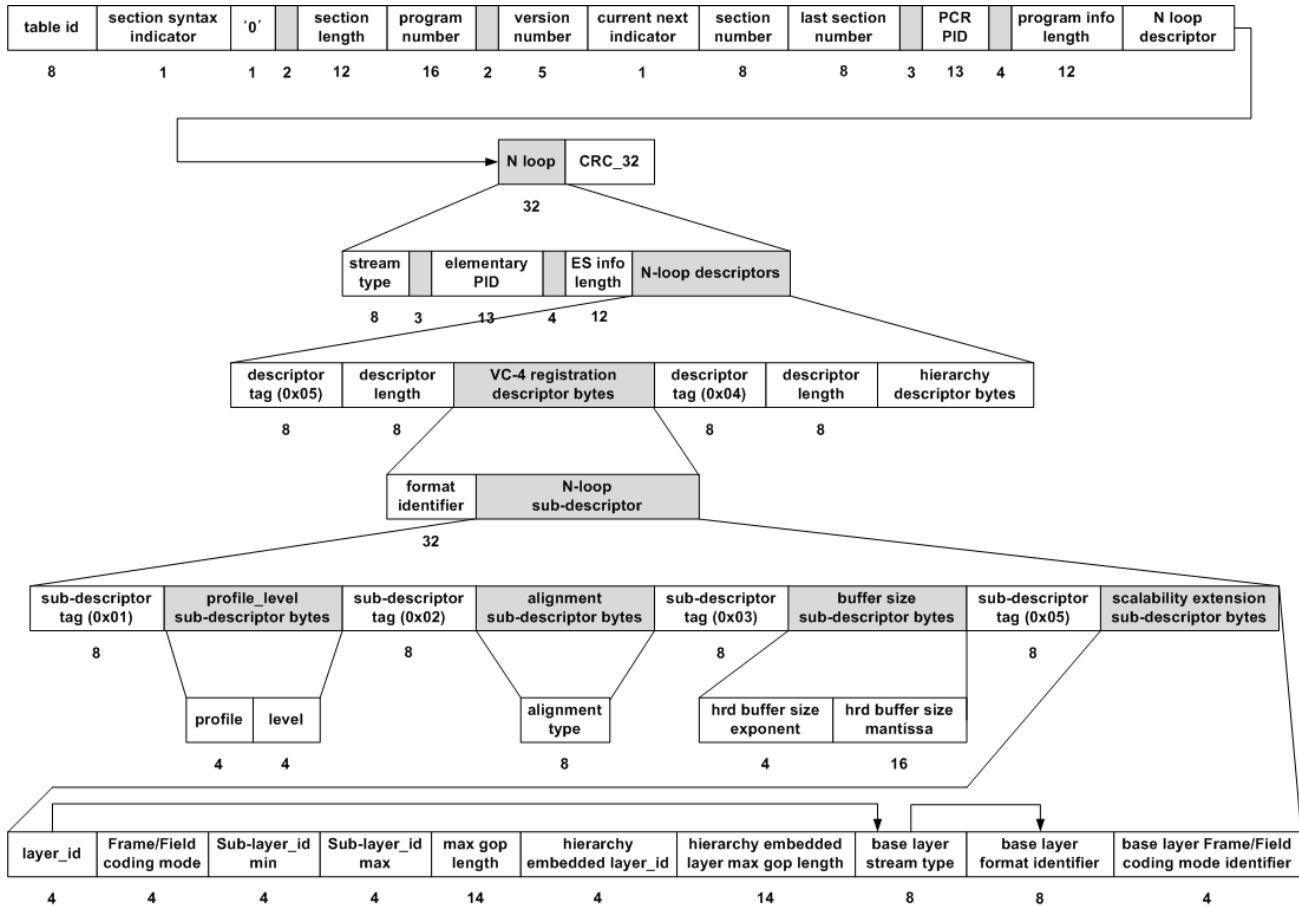 table id
section syntax
indicator
‘0’
section
length
program
number
version
number
current next
indicator
section
number
last section
number
PCR
PID
program info
length
N loop
descriptor
8 1 1 2 12 16 2 5 1 8 8 3 13 4 12
N loop
CRC_32
32
stream
type
elementary
PID
ES info
length
N-loop descriptors
8 3 13 4 12
descriptor
tag (0x05)
descriptor
length
VC-4 registration
descriptor bytes
descriptor
tag (0x04)
descriptor
length
hierarchy
descriptor bytes
8 8 8 8
format
identifier
N-loop
sub-descriptor
32
sub-descriptor
tag (0x01)
profile_level
sub-descriptor bytes
sub-descriptor
tag (0x02)
alignment
sub-descriptor bytes
sub-descriptor
tag (0x03)
buffer size
sub-descriptor bytes
sub-descriptor
tag (0x05)
scalability extension
sub-descriptor bytes
8 8 8 8
profile
level
alignment
type
hrd buffer size
exponent
hrd buffer size
mantissa
4 4 8 4 16
layer_id
Frame/Field
coding mode
Sub-layer_id
min
Sub-layer_id
max
max gop
length
hierarchy
embedded layer_id
hierarchy embedded
layer max gop length
base layer
stream type
base layer
format identifier
base layer Frame/Field
coding mode identifier
4 4 4 4 14 4 14 8 8 4